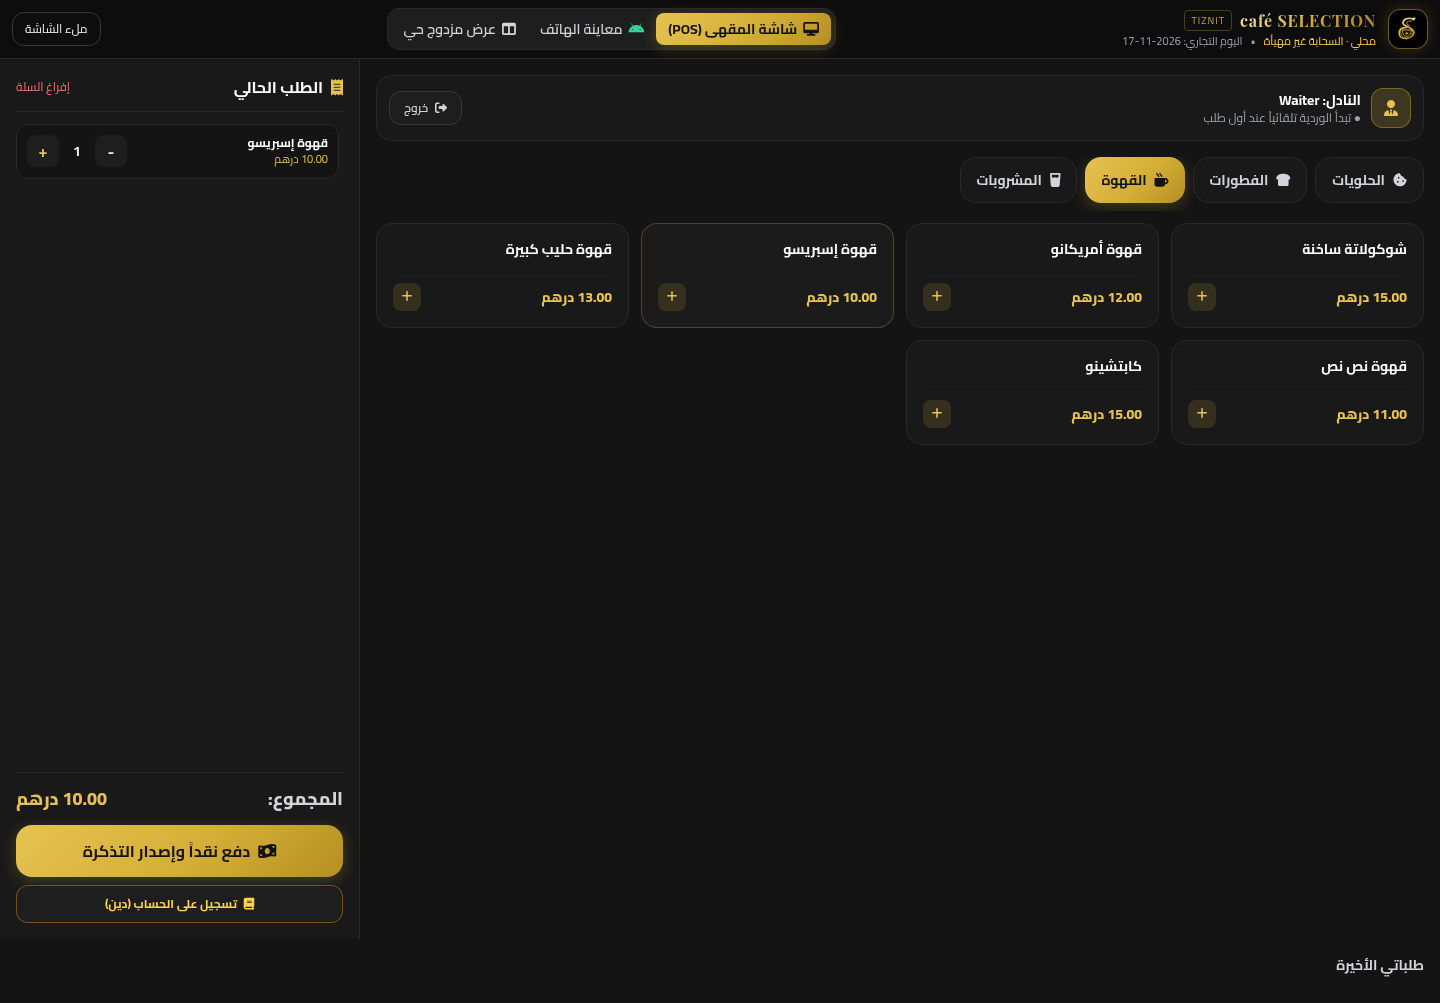 café SELECTION TIZNIT
محلي · السحابة غير مهيأة • اليوم التجاري: 2026-11-17
شاشة المقهى (POS)
معاينة الهاتف
عرض مزدوج حي
ملء الشاشة
النادل: Waiter
● تبدأ الوردية تلقائياً عند أول طلب
خروج
الحلويات
الفطورات
القهوة
المشروبات
شوكولاتة ساخنة
15.00 درهم
+
قهوة أمريكانو
12.00 درهم
+
قهوة إسبريسو
10.00 درهم
+
قهوة حليب كبيرة
13.00 درهم
+
قهوة نص نص
11.00 درهم
+
كابتشينو
15.00 درهم
+
الطلب الحالي
إفراغ السلة
قهوة إسبريسو
10.00 درهم
- 1 +
المجموع: 10.00 درهم
دفع نقداً وإصدار التذكرة
تسجيل على الحساب (دين)
طلباتي الأخيرة